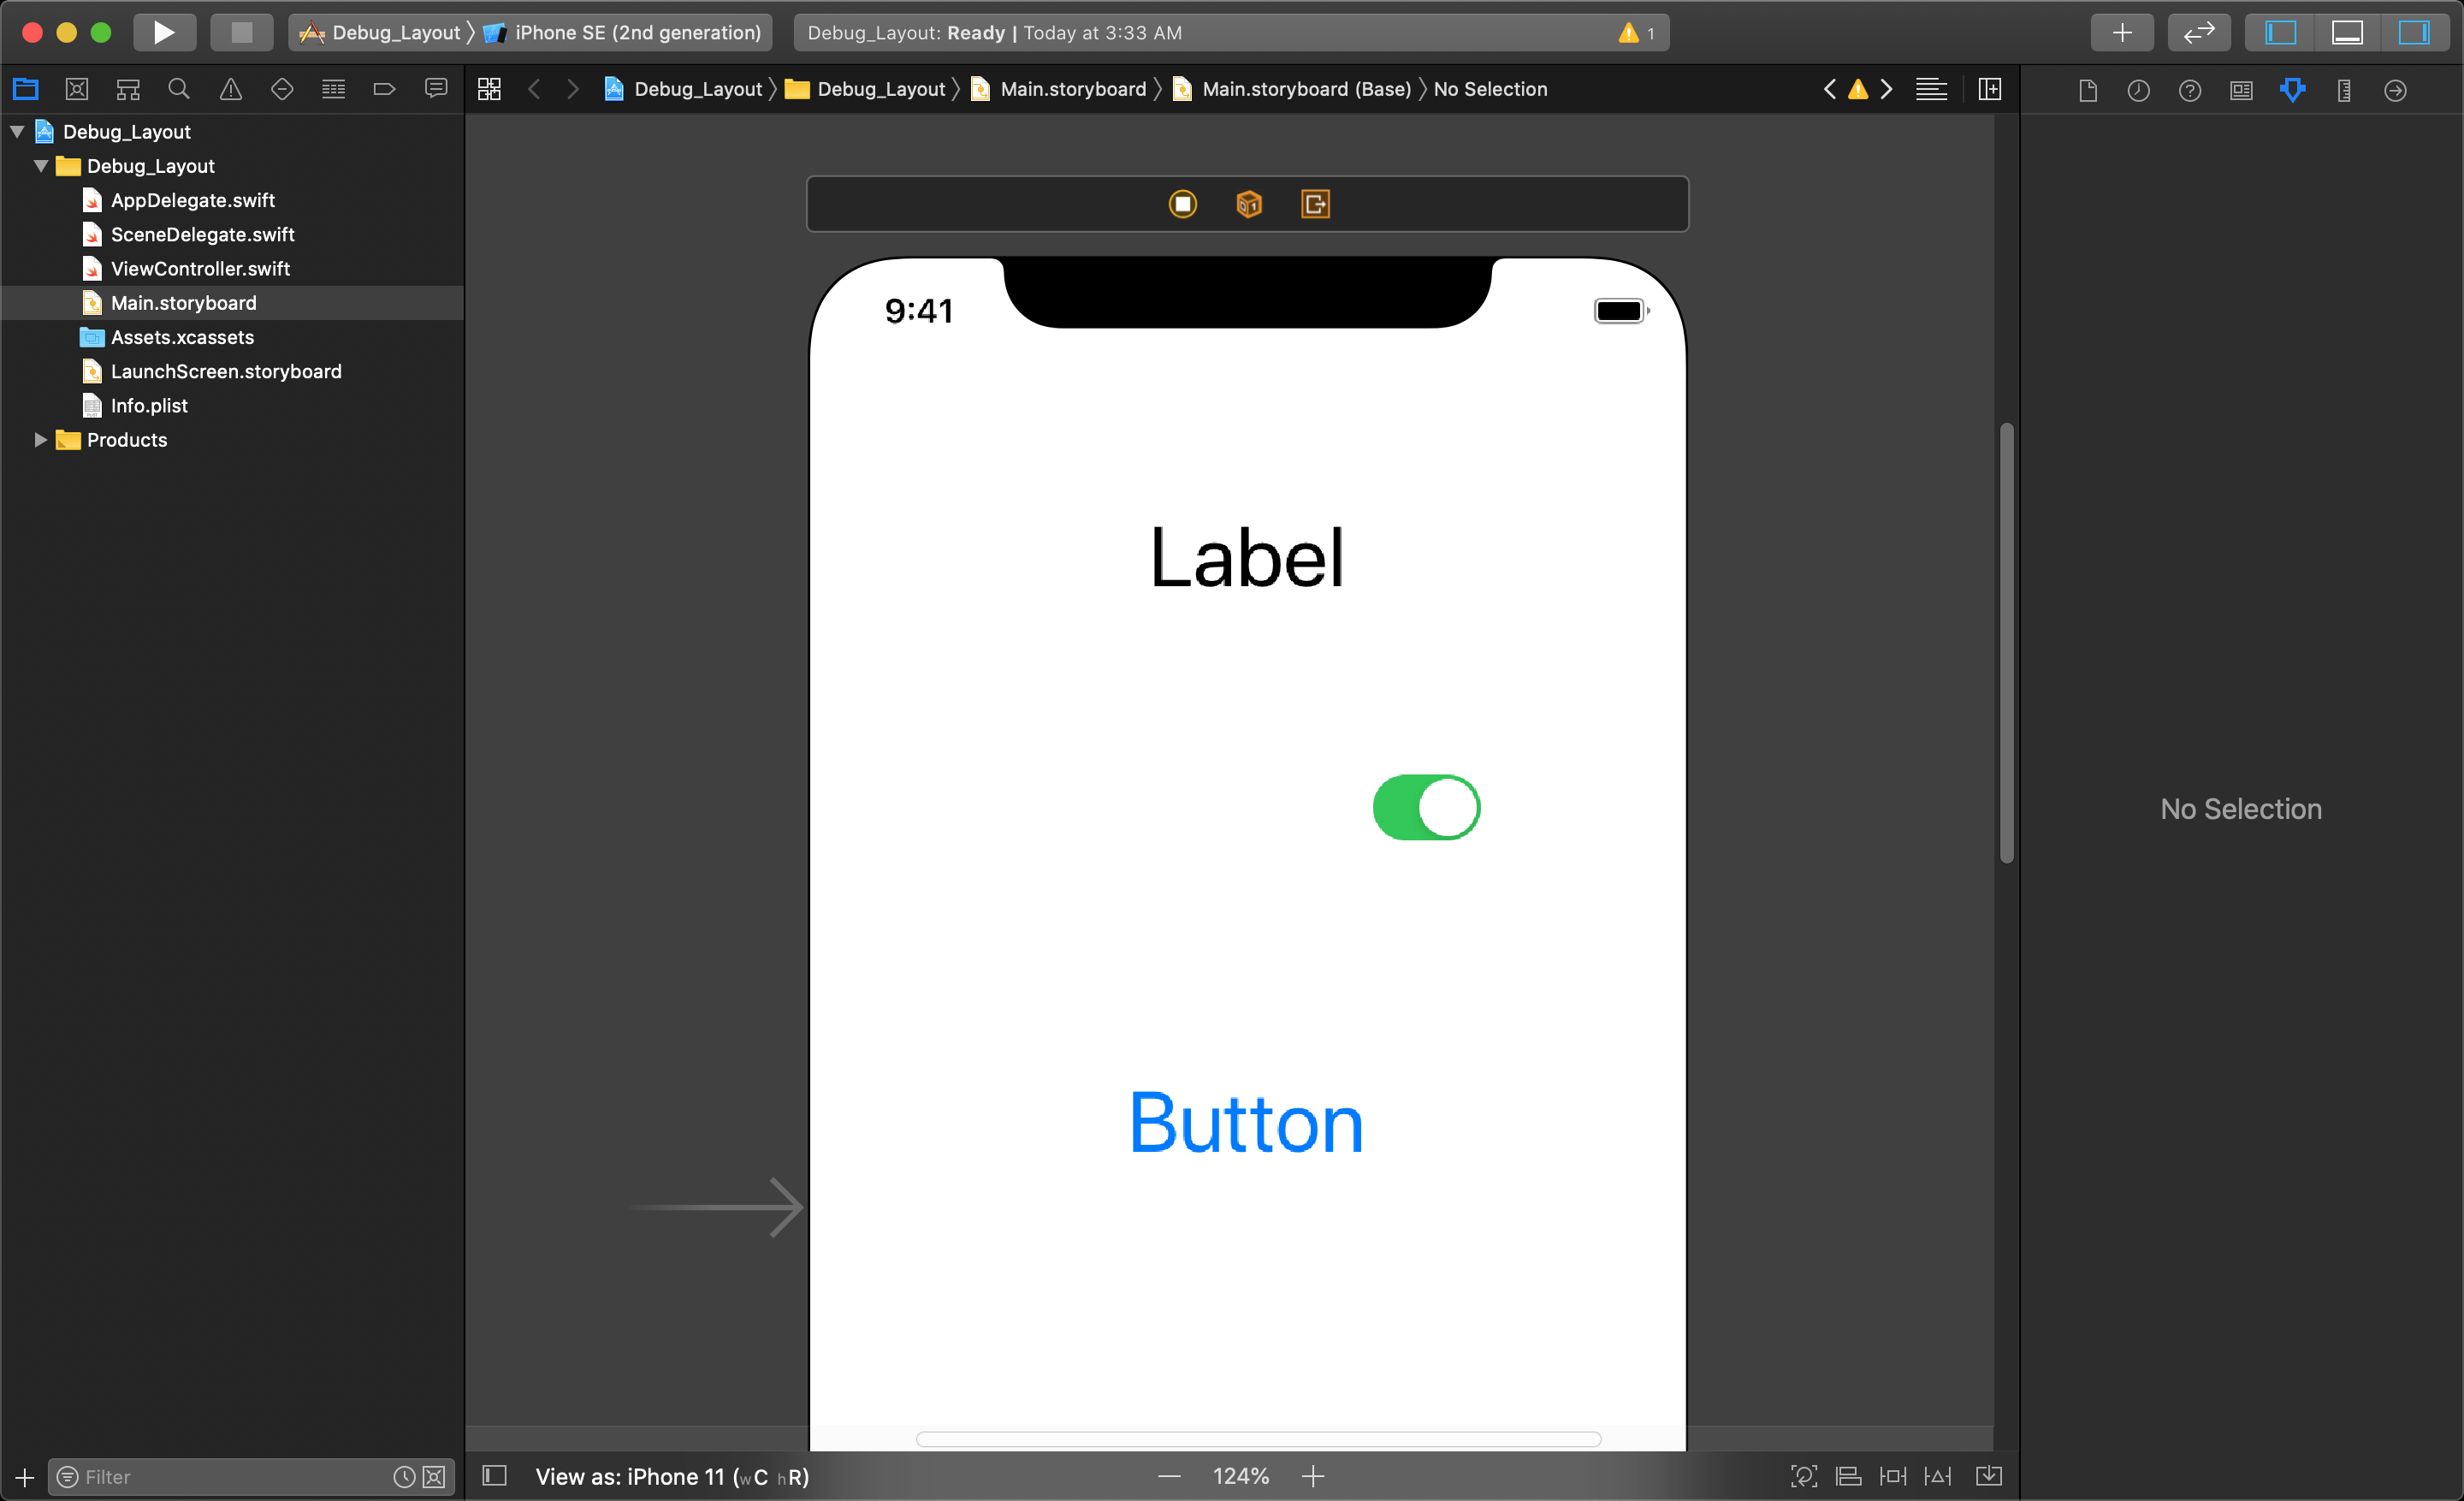 Debug_Layout 〉 iPhone SE (2nd generation)
Debug_Layout: Ready | Today at 3:33 AM
1
Debug_Layout 〉 Debug_Layout 〉 Main.storyboard 〉 Main.storyboard (Base) 〉 No Selection
Debug_Layout
Debug_Layout
AppDelegate.swift
SceneDelegate.swift
ViewController.swift
Main.storyboard
Assets.xcassets
LaunchScreen.storyboard
Info.plist
Products
9:41
Label
Button
No Selection
Filter
View as: iPhone 11 (wC hR)
124%